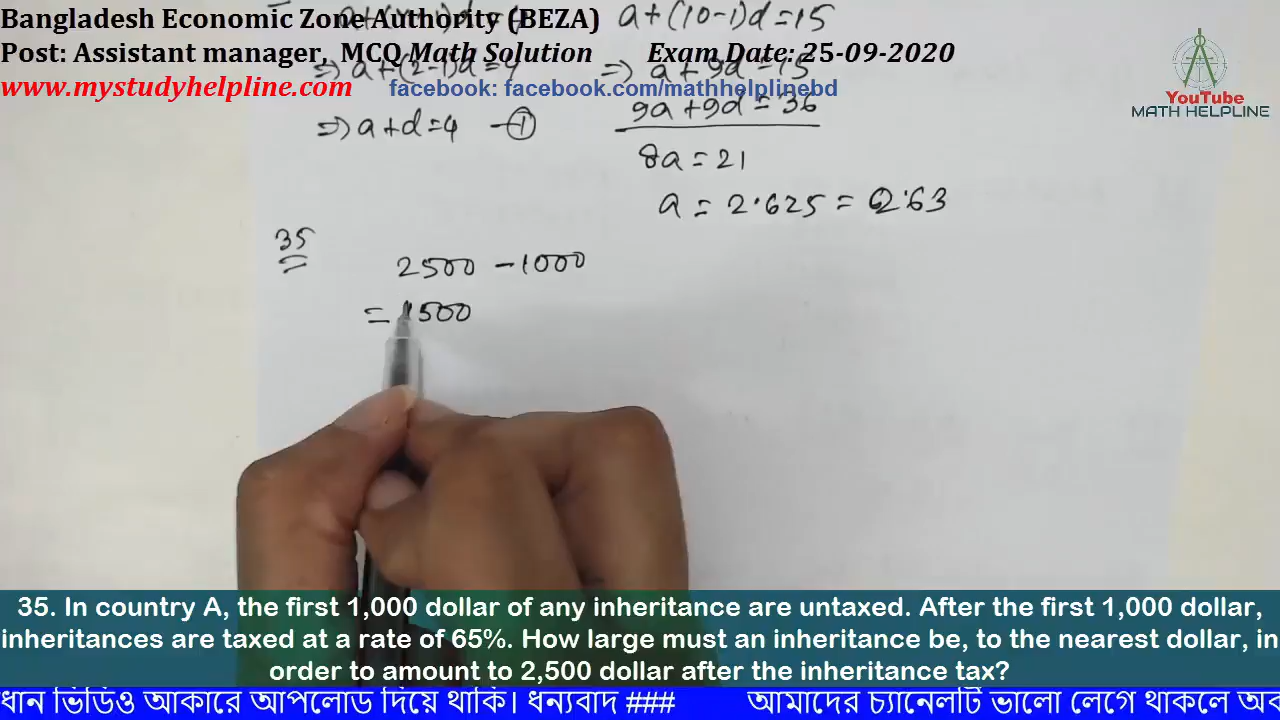 Bangladesh Economic Zone Authority (BEZA)
a+(10-1)d=15
Post: Assistant manager, MCQ Math Solution Exam Date: 25-09-2020
⇒ a+(2-1)d=4 ⇒ a+9d=15
www.mystudyhelpline.com facebook: facebook.com/mathhelplinebd
YouTube
MATH HELPLINE
9a+9d=36
⇒ a+d=4 —①
8a=21
a = 2.625 = 2.63
35
2500 -1000
= 1500
35. In country A, the first 1,000 dollar of any inheritance are untaxed. After the first 1,000 dollar,
inheritances are taxed at a rate of 65%. How large must an inheritance be, to the nearest dollar, in
order to amount to 2,500 dollar after the inheritance tax?
ধান ভিডিও আকারে আপলোড দিয়ে থাকি। ধন্যবাদ ### আমাদের চ্যানেলটি ভালো লেগে থাকলে